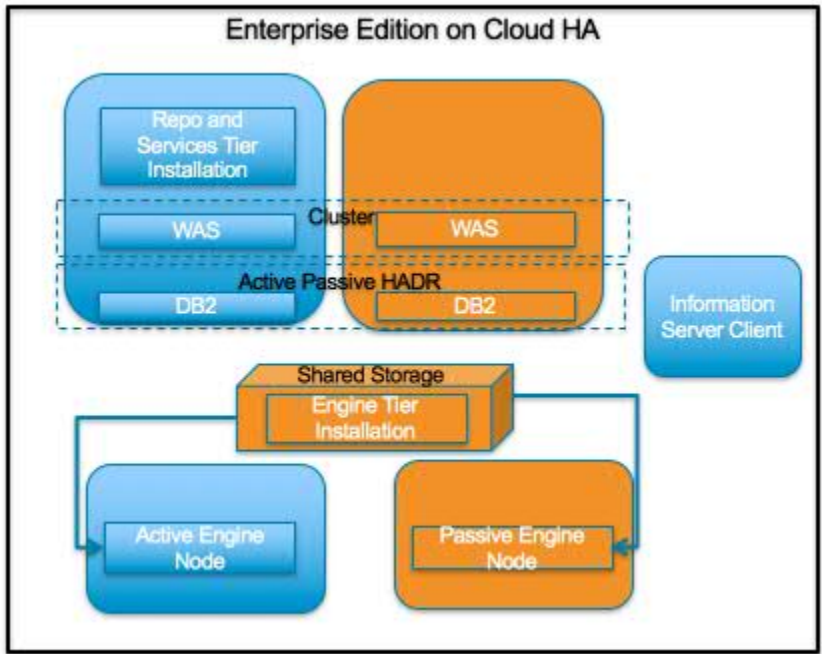 Enterprise Edition on Cloud HA
Repo and
Services Tier
Installation
Cluster
WAS
WAS
Active Passive HADR
DB2
DB2
Information
Server Client
Shared Storage
Engine Tier
Installation
Active Engine
Node
Passive Engine
Node